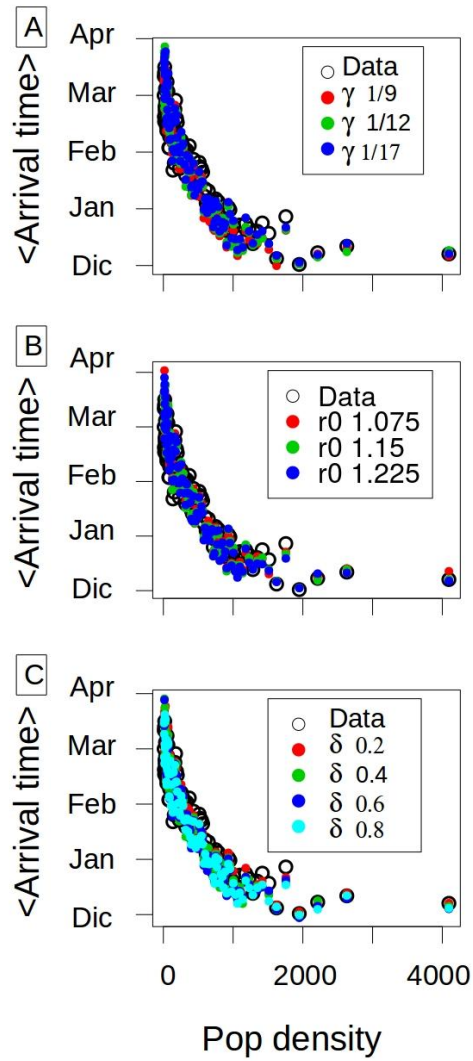 A
Apr
Mar
Feb
Jan
Dic
<Arrival time>
Data
γ 1/9
γ 1/12
γ 1/17
B
Apr
Mar
Feb
Jan
Dic
<Arrival time>
Data
r0 1.075
r0 1.15
r0 1.225
C
Apr
Mar
Feb
Jan
Dic
<Arrival time>
Data
δ 0.2
δ 0.4
δ 0.6
δ 0.8
0 2000 4000
Pop density